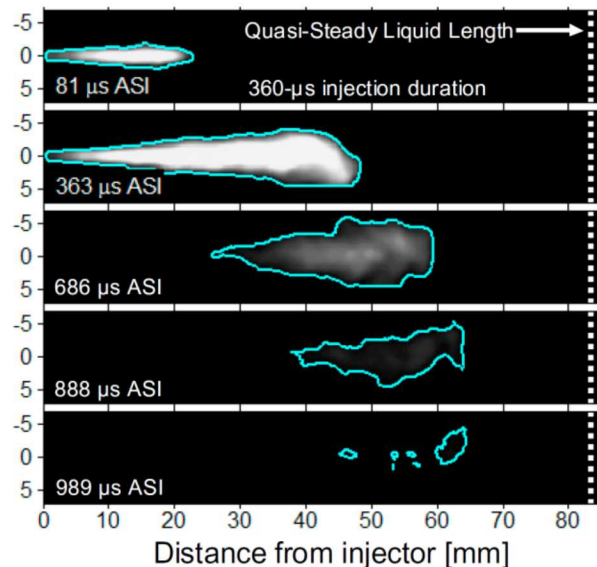 -5
0
5
Quasi-Steady Liquid Length
81 µs ASI
360-µs injection duration
-5
0
5
363 µs ASI
-5
0
5
686 µs ASI
-5
0
5
888 µs ASI
-5
0
5
989 µs ASI
0 10 20 30 40 50 60 70 80
Distance from injector [mm]